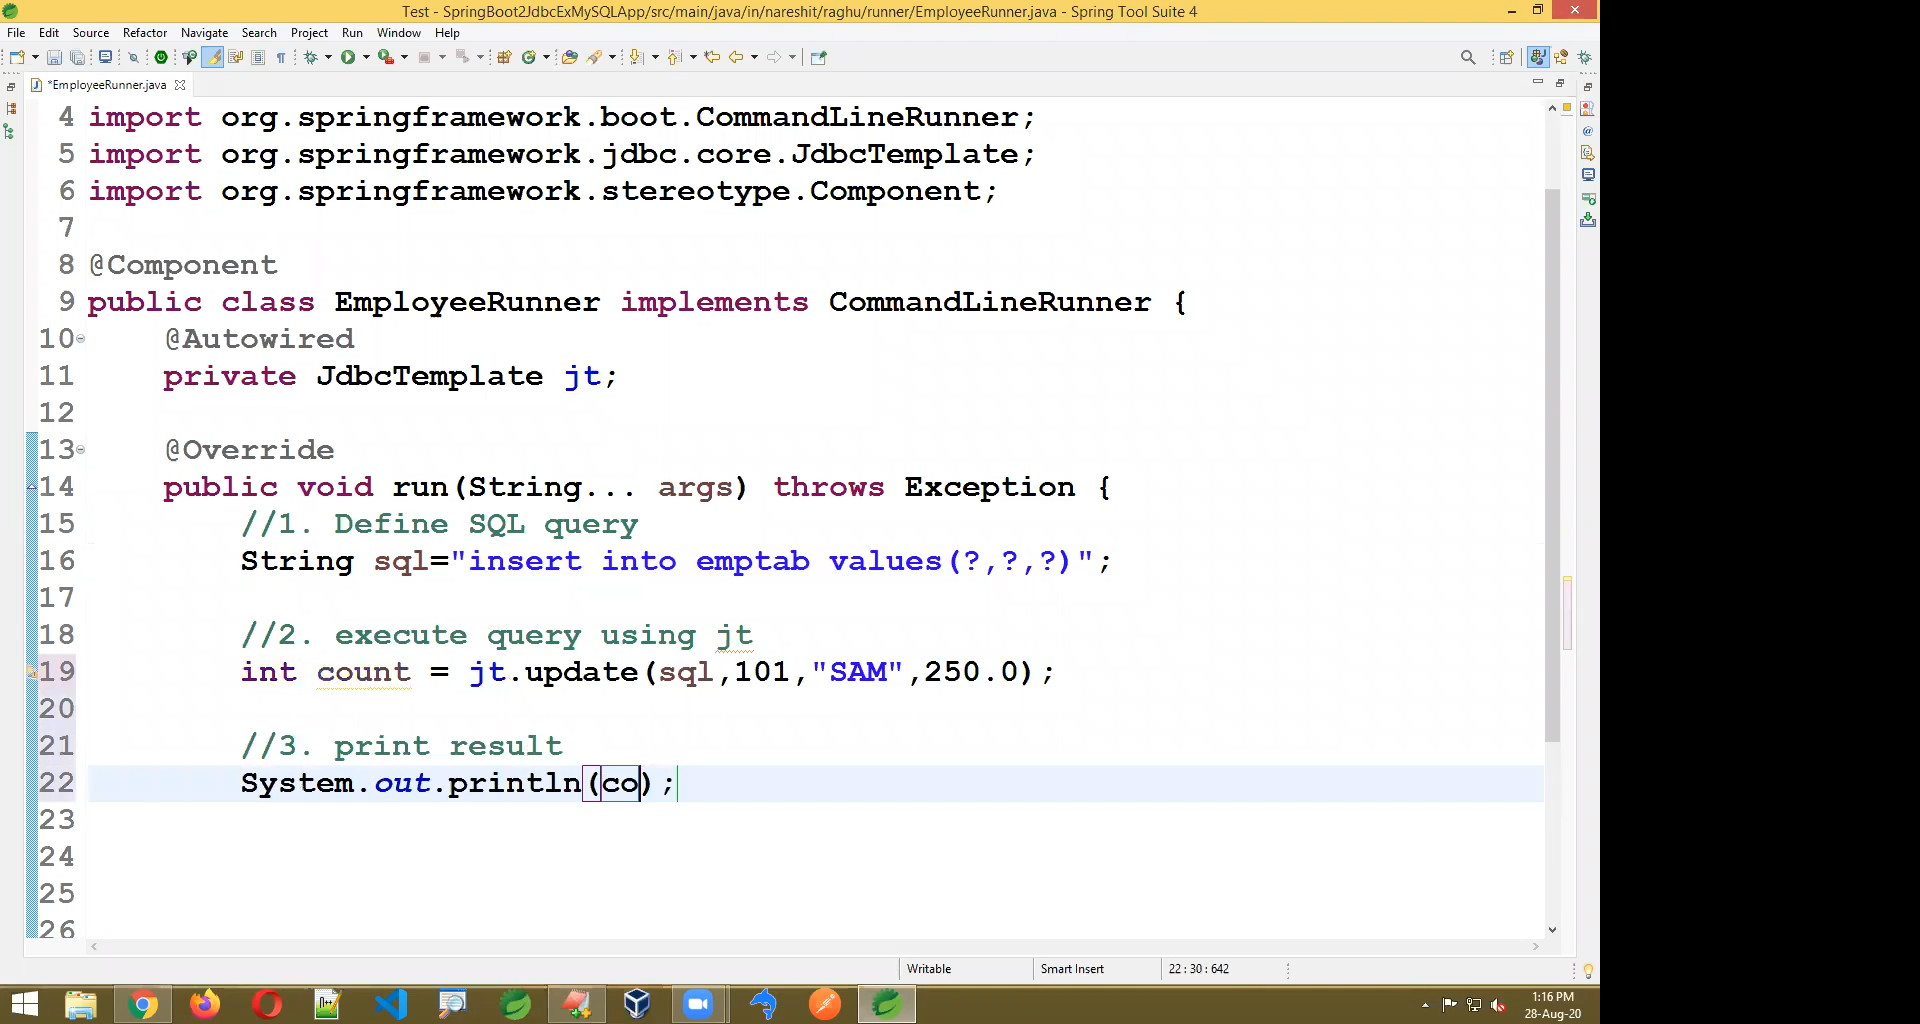 Test - SpringBoot2JdbcExMySQLApp/src/main/java/in/nareshit/raghu/runner/EmployeeRunner.java - Spring Tool Suite 4
File Edit Source Refactor Navigate Search Project Run Window Help
*EmployeeRunner.java
4 import org.springframework.boot.CommandLineRunner;
5 import org.springframework.jdbc.core.JdbcTemplate;
6 import org.springframework.stereotype.Component;
7
8 @Component
9 public class EmployeeRunner implements CommandLineRunner {
10 @Autowired
11 private JdbcTemplate jt;
12
13 @Override
14 public void run(String... args) throws Exception {
15 //1. Define SQL query
16 String sql="insert into emptab values(?,?,?)";
17
18 //2. execute query using jt
19 int count = jt.update(sql,101,"SAM",250.0);
20
21 //3. print result
22 System.out.println(co);
23
24
25
26
Writable Smart Insert 22 : 30 : 642
1:16 PM
28-Aug-20